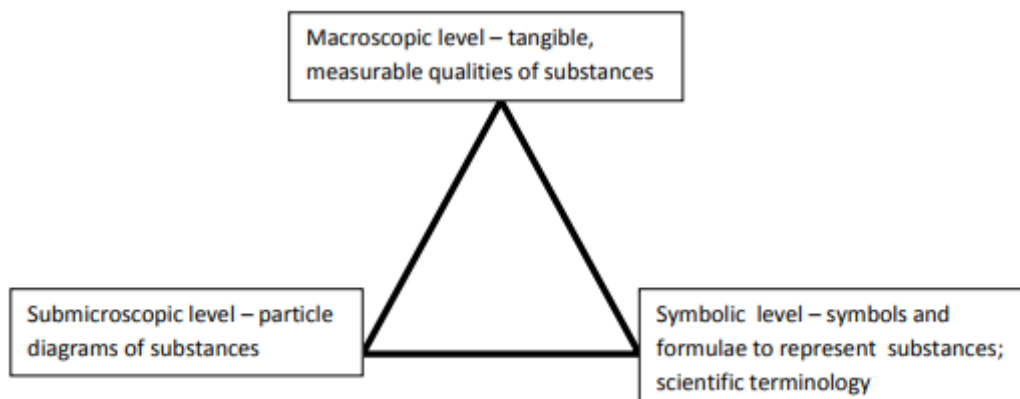 Macroscopic level – tangible,
measurable qualities of substances
Submicroscopic level – particle
diagrams of substances
Symbolic level – symbols and
formulae to represent substances;
scientific terminology